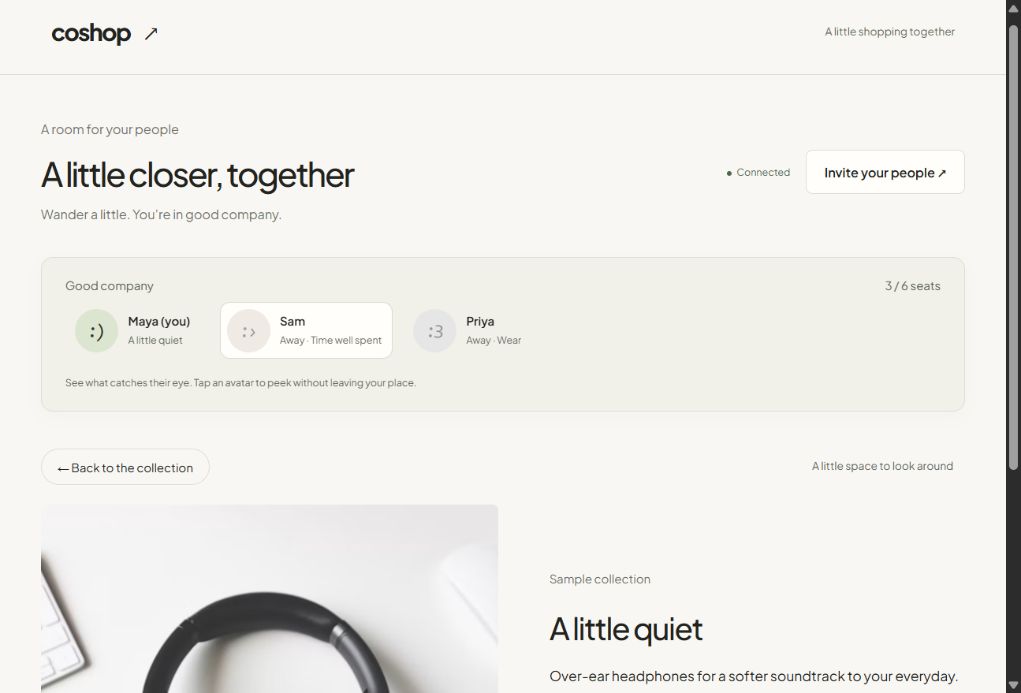 coshop ↗
A little shopping together
A room for your people
A little closer, together
• Connected
Invite your people ↗
Wander a little. You're in good company.
Good company
3 / 6 seats
:)
Maya (you)
A little quiet
:›
Sam
Away · Time well spent
:3
Priya
Away · Wear
See what catches their eye. Tap an avatar to peek without leaving your place.
← Back to the collection
A little space to look around
Sample collection
A little quiet
Over-ear headphones for a softer soundtrack to your everyday.